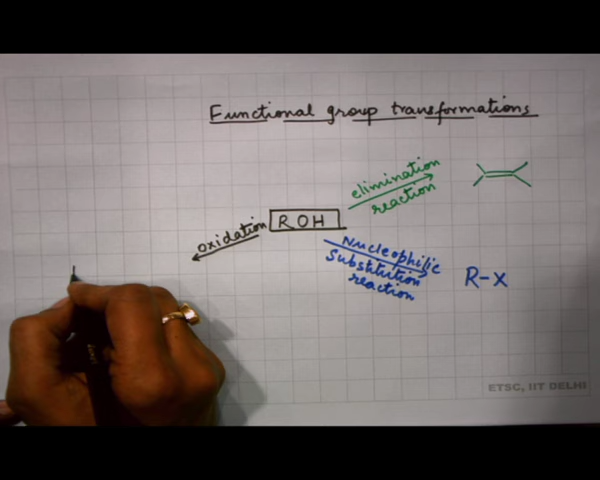 Functional group transformations
elimination
reaction
ROH
oxidation
Nucleophilic
Substitution
reaction
R-X
ETSC, IIT DELHI